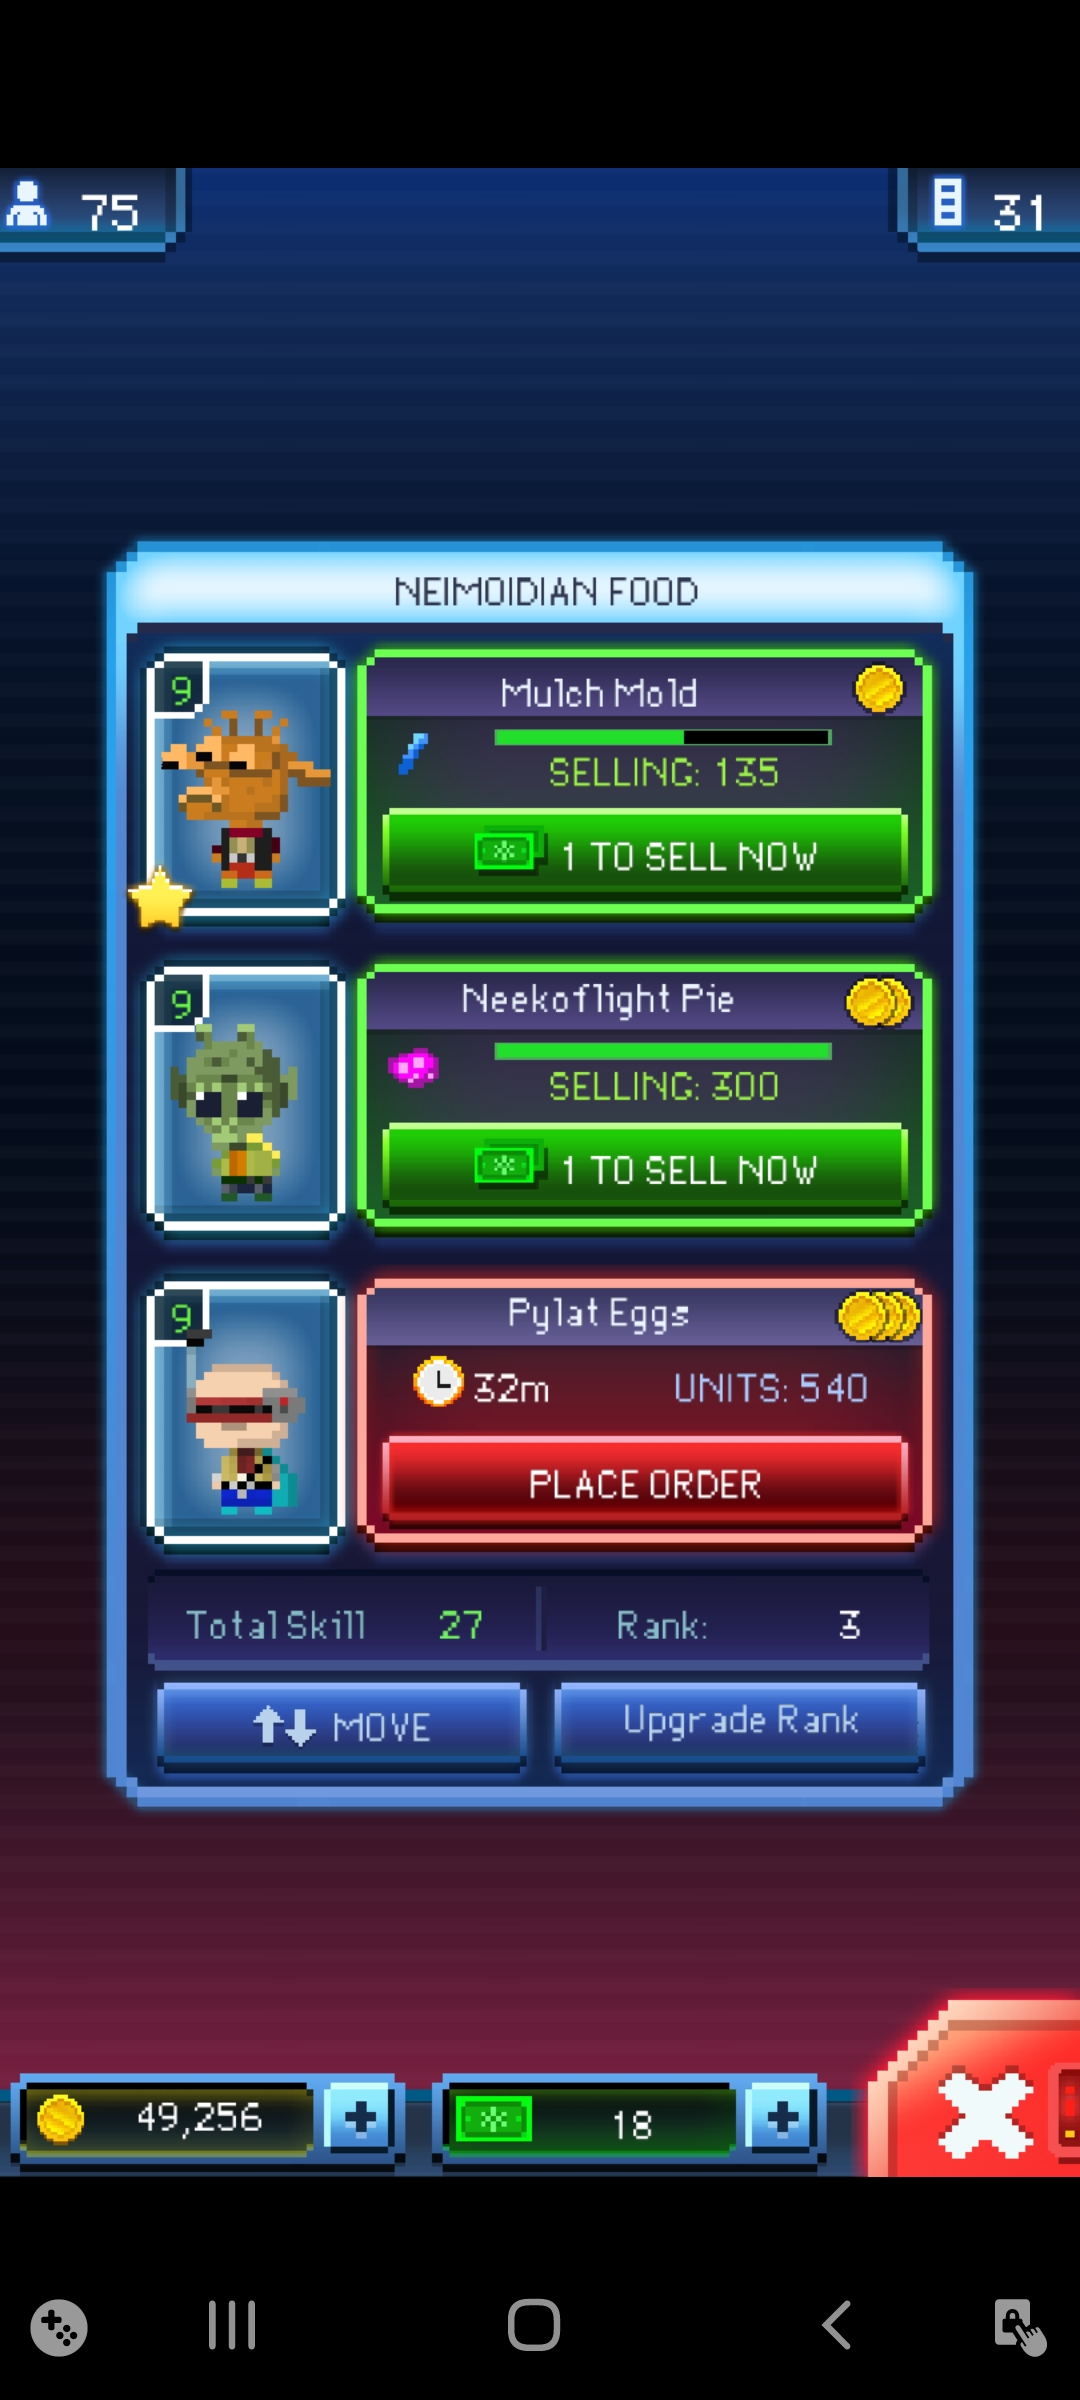 75
31
NEIMOIDIAN FOOD
9
Mulch Mold
SELLING: 135
1 TO SELL NOW
9
Neekoflight Pie
SELLING: 300
1 TO SELL NOW
9
Pylat Eggs
32m UNITS: 540
PLACE ORDER
Total Skill 27 Rank: 3
MOVE Upgrade Rank
49,256 18